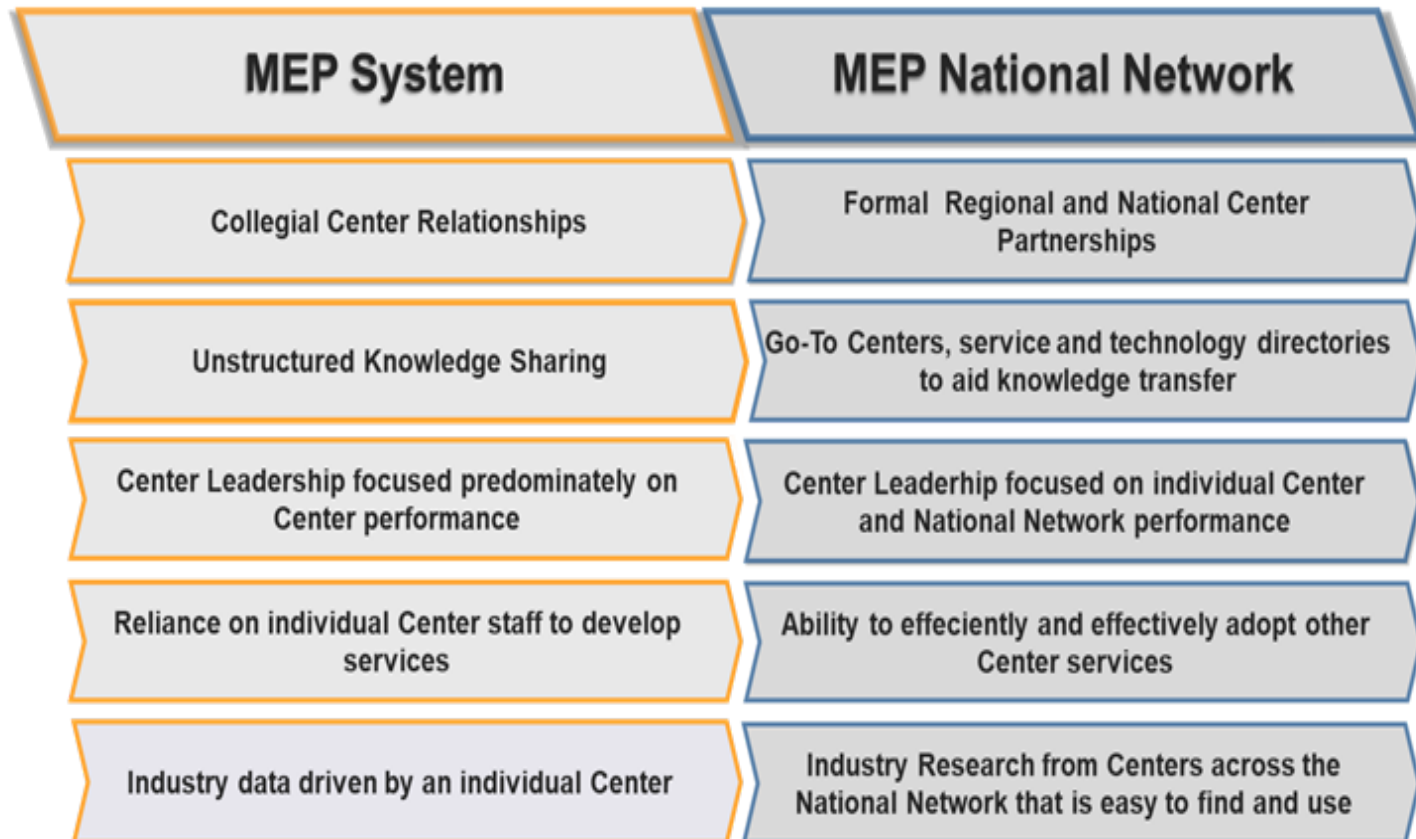 MEP System
MEP National Network
Collegial Center Relationships
Formal Regional and National Center
Partnerships
Unstructured Knowledge Sharing
Go-To Centers, service and technology directories
to aid knowledge transfer
Center Leadership focused predominately on
Center performance
Center Leaderhip focused on individual Center
and National Network performance
Reliance on individual Center staff to develop
services
Ability to effeciently and effectively adopt other
Center services
Industry data driven by an individual Center
Industry Research from Centers across the
National Network that is easy to find and use